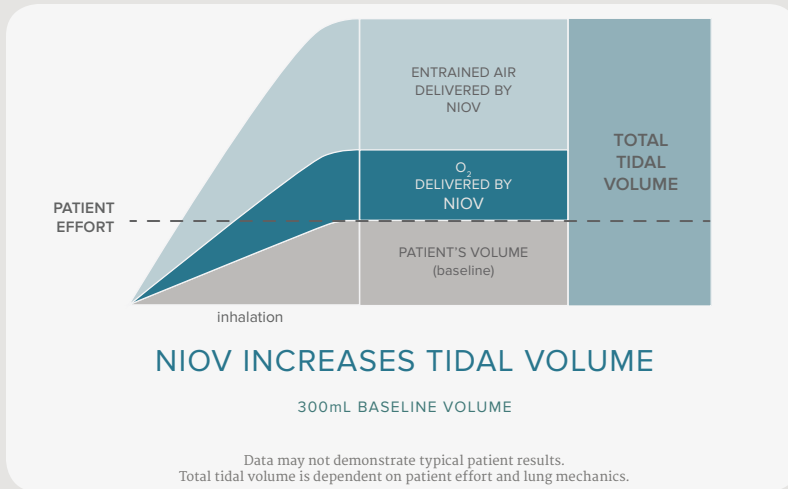 ENTRAINED AIR
DELIVERED BY
NIOV
TOTAL
TIDAL
VOLUME
O₂
DELIVERED BY
NIOV
PATIENT
EFFORT
PATIENT'S VOLUME
(baseline)
inhalation
NIOV INCREASES TIDAL VOLUME
300mL BASELINE VOLUME
Data may not demonstrate typical patient results.
Total tidal volume is dependent on patient effort and lung mechanics.